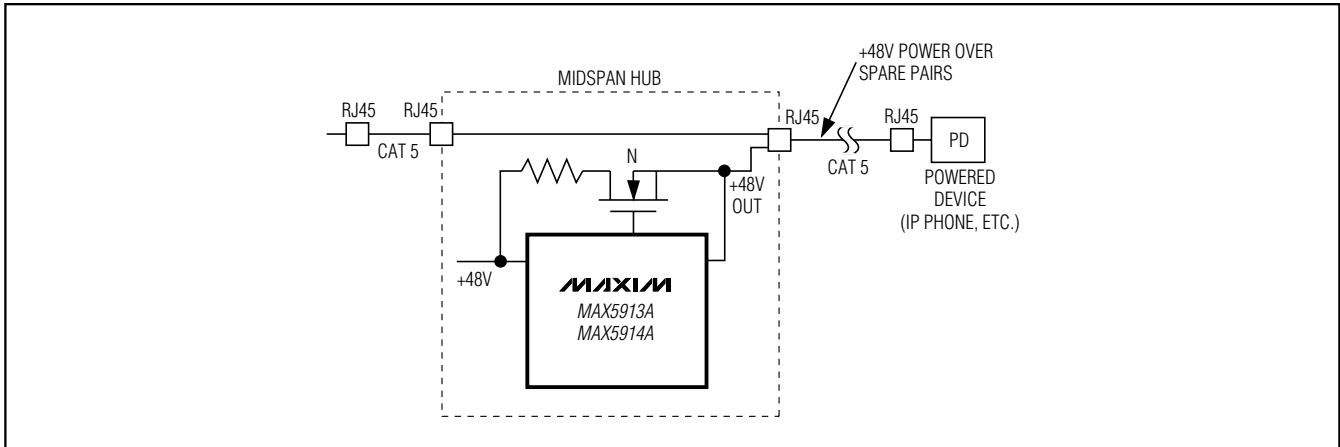 +48V POWER OVER
SPARE PAIRS
MIDSPAN HUB
RJ45
RJ45
RJ45
RJ45
CAT 5
N
+48V
OUT
CAT 5
PD
POWERED
DEVICE
(IP PHONE, ETC.)
+48V
MAXIM
MAX5913A
MAX5914A